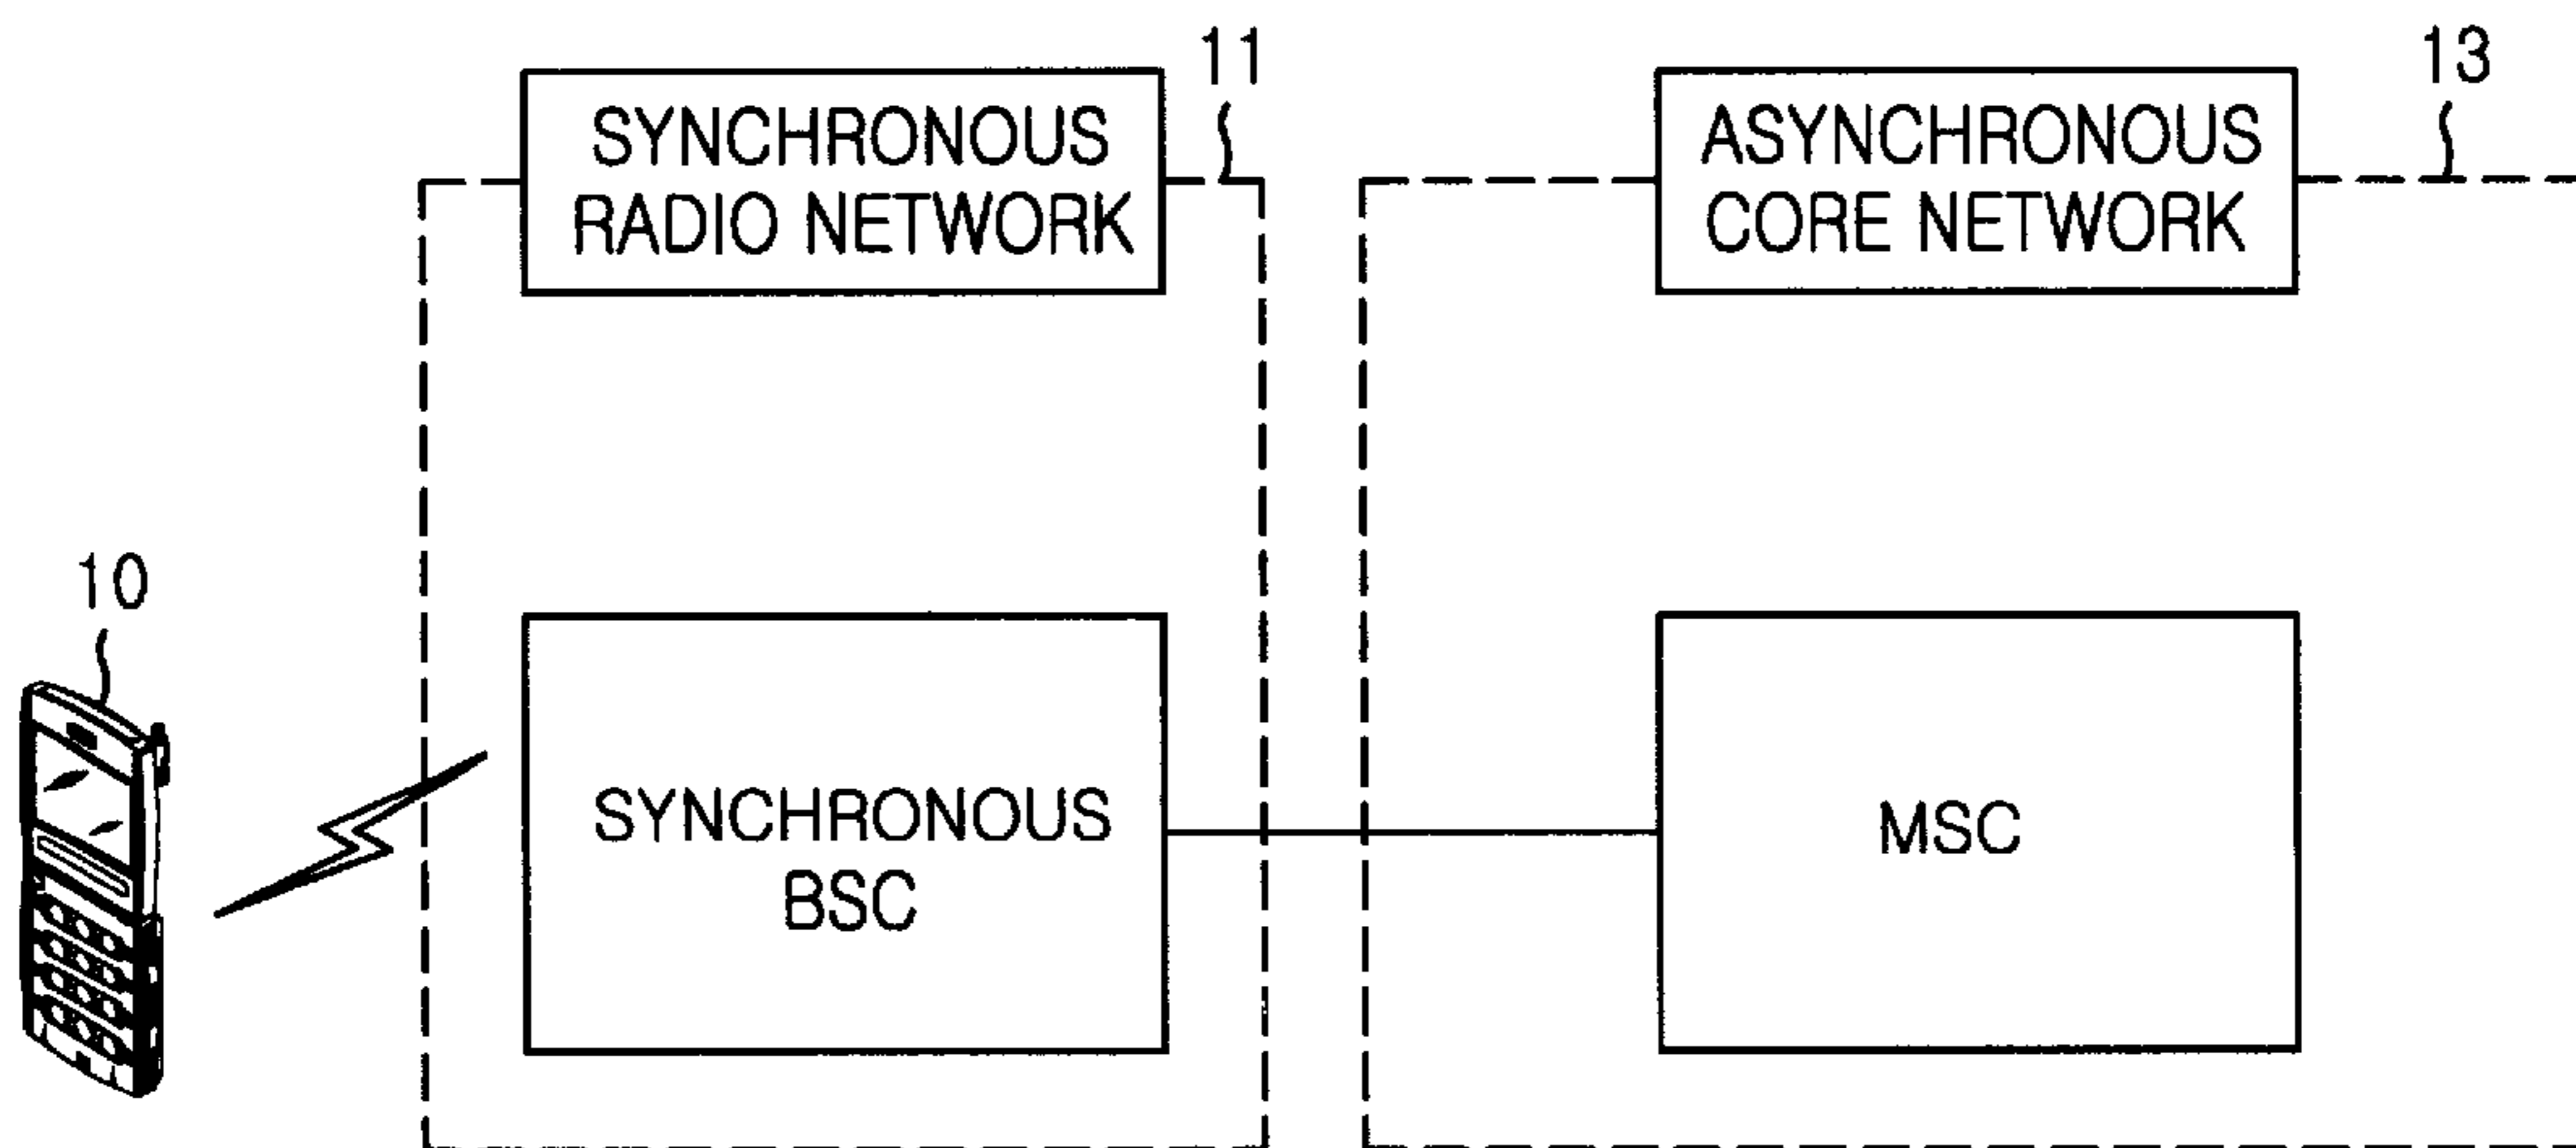 11
13
SYNCHRONOUS
RADIO NETWORK
ASYNCHRONOUS
CORE NETWORK
10
SYNCHRONOUS
BSC
MSC